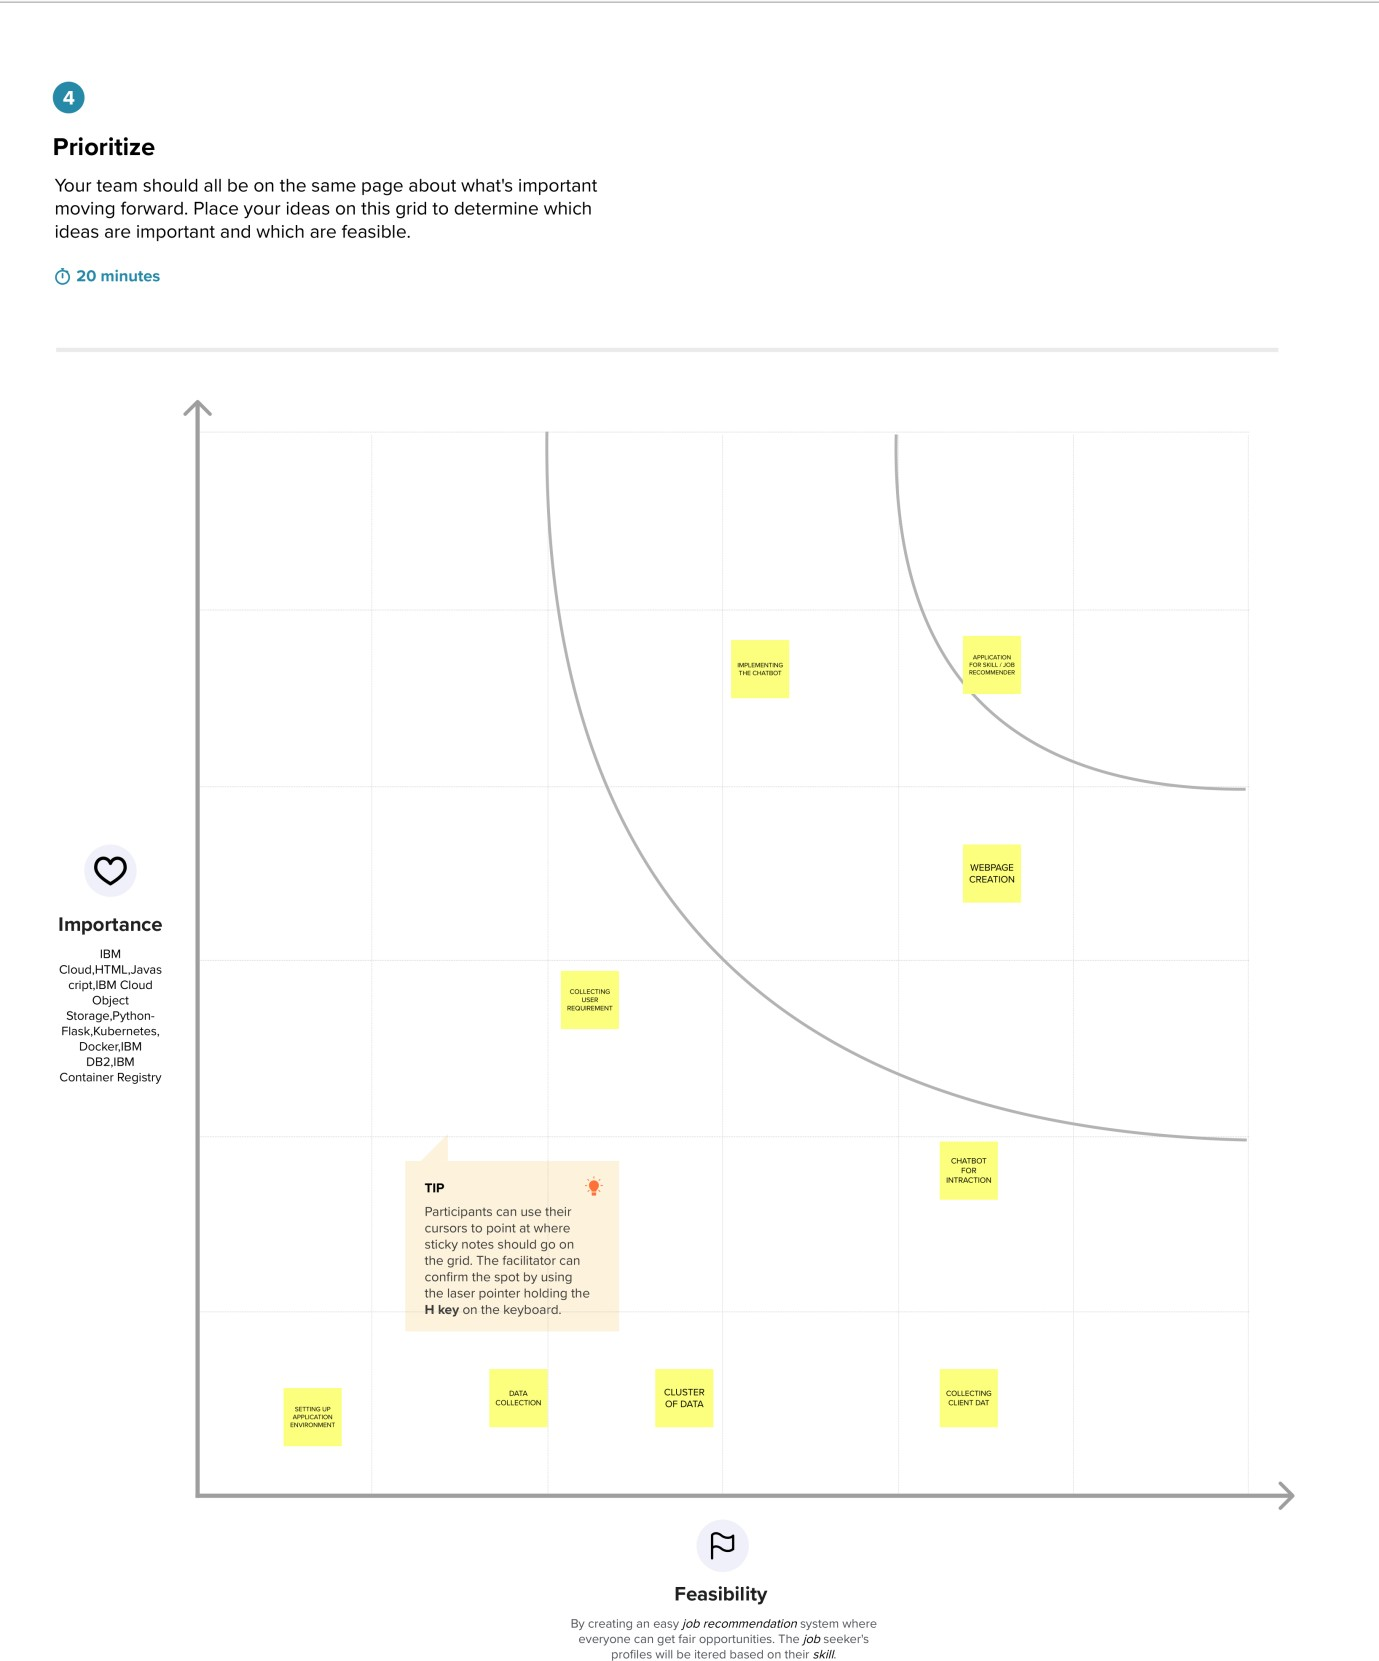 4
Prioritize
Your team should all be on the same page about what's important
moving forward. Place your ideas on this grid to determine which
ideas are important and which are feasible.
20 minutes
IMPLEMENTING
THE CHATBOT
APPLICATION
FOR SKILL / JOB
RECOMMENDER
WEBPAGE
CREATION
Importance
IBM
Cloud,HTML,Javas
cript,IBM Cloud
Object
Storage,Python-
Flask,Kubernetes,
Docker,IBM
DB2,IBM
Container Registry
COLLECTING
USER
REQUIREMENT
CHATBOT
FOR
INTRACTION
TIP
Participants can use their
cursors to point at where
sticky notes should go on
the grid. The facilitator can
confirm the spot by using
the laser pointer holding the
H key on the keyboard.
SETTING UP
APPLICATION
ENVIRONMENT
DATA
COLLECTION
CLUSTER
OF DATA
COLLECTING
CLIENT DAT
Feasibility
By creating an easy job recommendation system where
everyone can get fair opportunities. The job seeker's
profiles will be itered based on their skill.